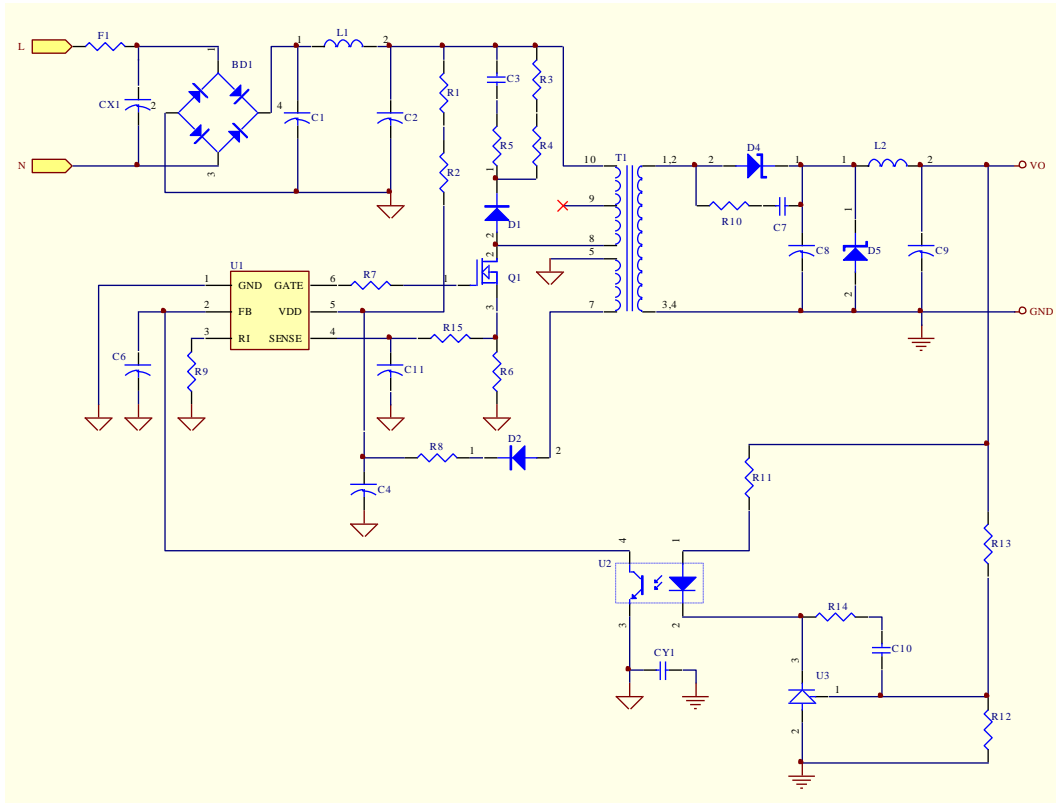 L
F1
1
L1
2
1
BD1
C3
R3
CX1
2
4
C1
C2
R1
R5
R4
N
3
R2
1
T1
10
1,2
2
D4
1
1
L2
2
VO
9
D1
R10
C7
1
2
8
5
2
Q1
C8
D5
C9
U1
1
GND
GATE
6
R7
1
2
FB
VDD
5
3
7
3,4
2
GND
3
RI
SENSE
4
R15
C6
R9
C11
R6
D2
R8
1
2
C4
R11
4
1
R13
U2
3
2
R14
C10
CY1
3
U3
1
R12
2